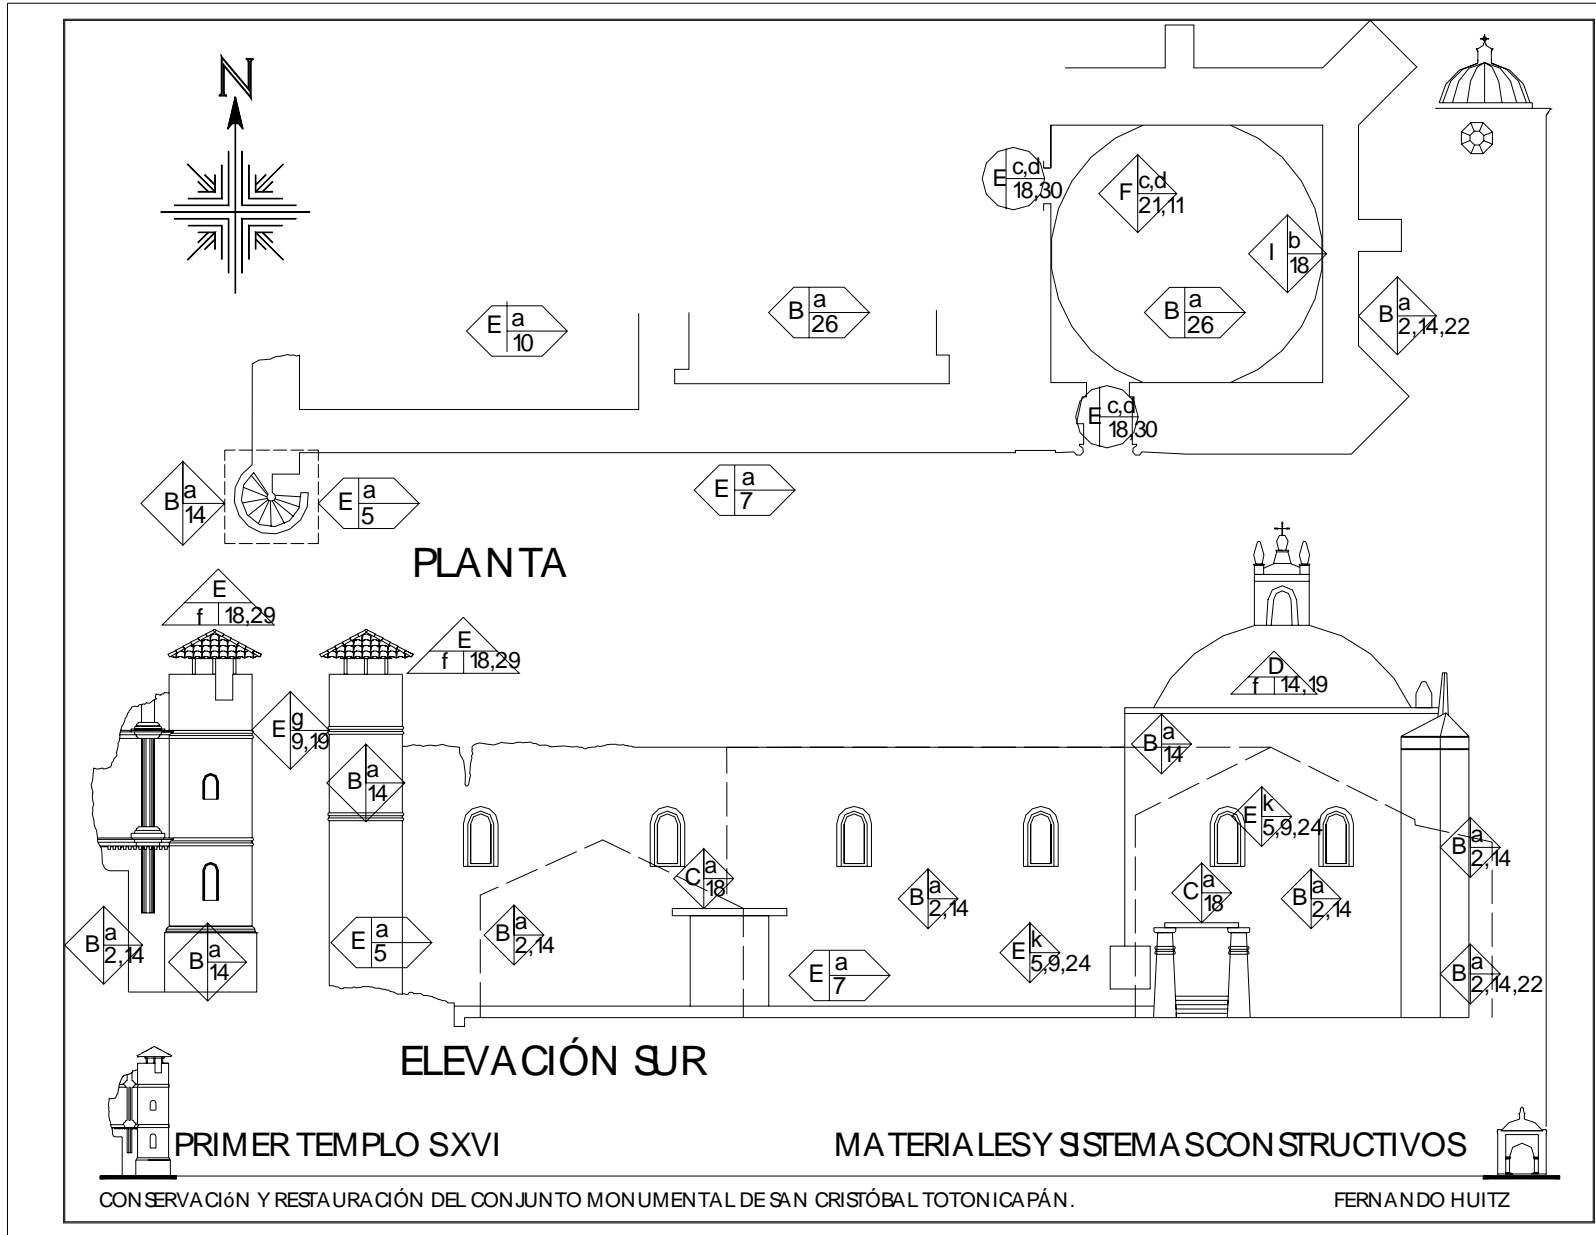 N
E c,d
18,30
F c,d
21,11
I b
18
E a
10
B a
26
B a
26
B a
2,14,22
E c,d
18,30
B a
14
E a
5
E a
7
PLANTA
E
f 18,29
E
f 18,29
D
f 14,19
E g
9,19
B a
14
B a
14
E k
5,9,24
B a
2,14
C a
18
C a
18
B a
2,14
B a
2,14
B a
2,14
B a
2,14
B a
14
E a
5
E k
5,9,24
E a
7
B a
2,14,22
ELEVACIÓN SUR
PRIMER TEMPLO SXVI
MATERIALES Y SISTEMAS CONSTRUCTIVOS
CONSERVACIóN Y RESTAURACIÓN DEL CONJUNTO MONUMENTAL DE SAN CRISTÓBAL TOTONICAPÁN.
FERNANDO HUITZ